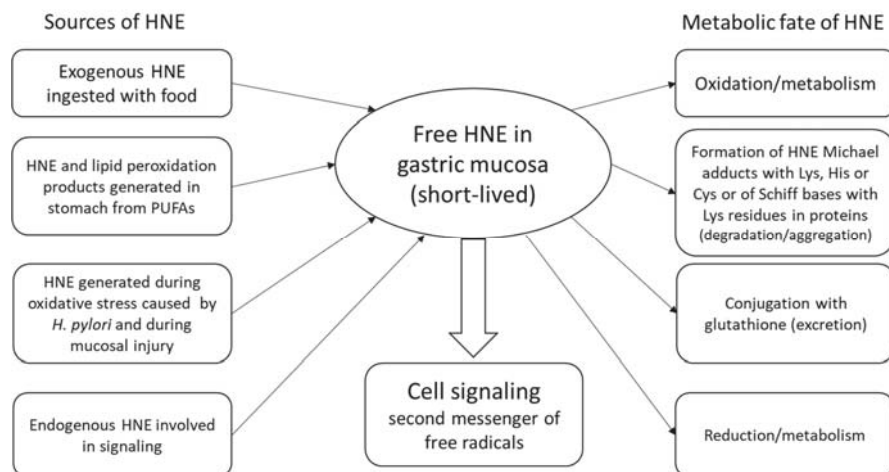 Sources of HNE
Exogenous HNE
ingested with food
HNE and lipid peroxidation
products generated in
stomach from PUFAs
HNE generated during
oxidative stress caused by
H. pylori and during
mucosal injury
Endogenous HNE involved
in signaling
Free HNE in
gastric mucosa
(short-lived)
Cell signaling
second messenger of
free radicals
Metabolic fate of HNE
Oxidation/metabolism
Formation of HNE Michael
adducts with Lys, His or
Cys or of Schiff bases with
Lys residues in proteins
(degradation/aggregation)
Conjugation with
glutathione (excretion)
Reduction/metabolism